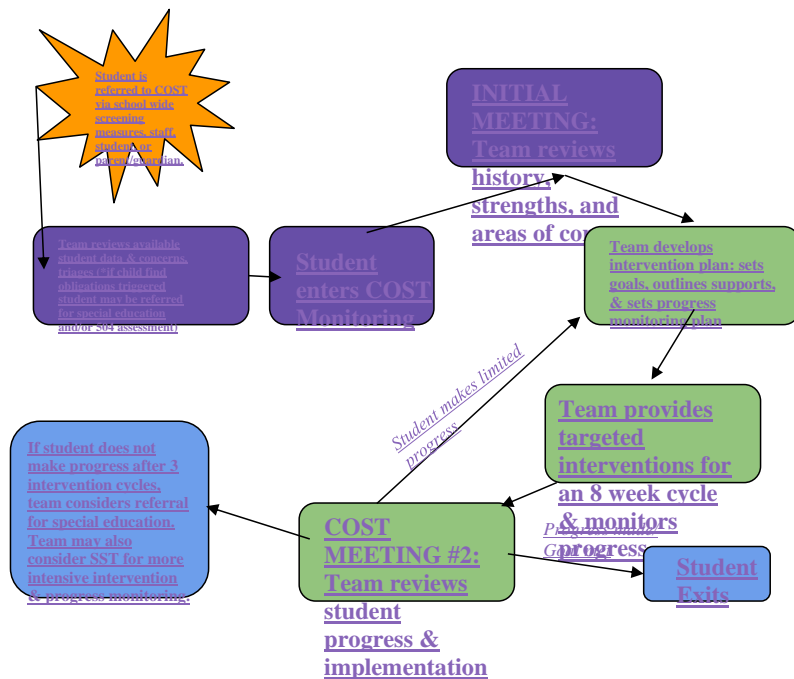 Student is
referred to COST
via school wide
screening
measures, staff,
student, or
parent/guardian.
Team reviews available
student data & concerns,
triages (*if child find
obligations triggered
student may be referred
for special education
and/or 504 assessment)
Student
enters COST
Monitoring
INITIAL
MEETING:
Team reviews
history,
strengths, and
areas of
Team develops
intervention plan: sets
goals, outlines supports,
& sets progress
monitoring plan
Team provides
targeted
interventions for
an 8 week cycle
& monitors
progress
COST
MEETING #2:
Team reviews
student
progress &
implementation
Student makes limited
progress
Progress made/
If student does not
make progress after 3
intervention cycles,
team considers referral
for special education.
Team may also
consider SST for more
intensive intervention
& progress monitoring.
Student
Exits